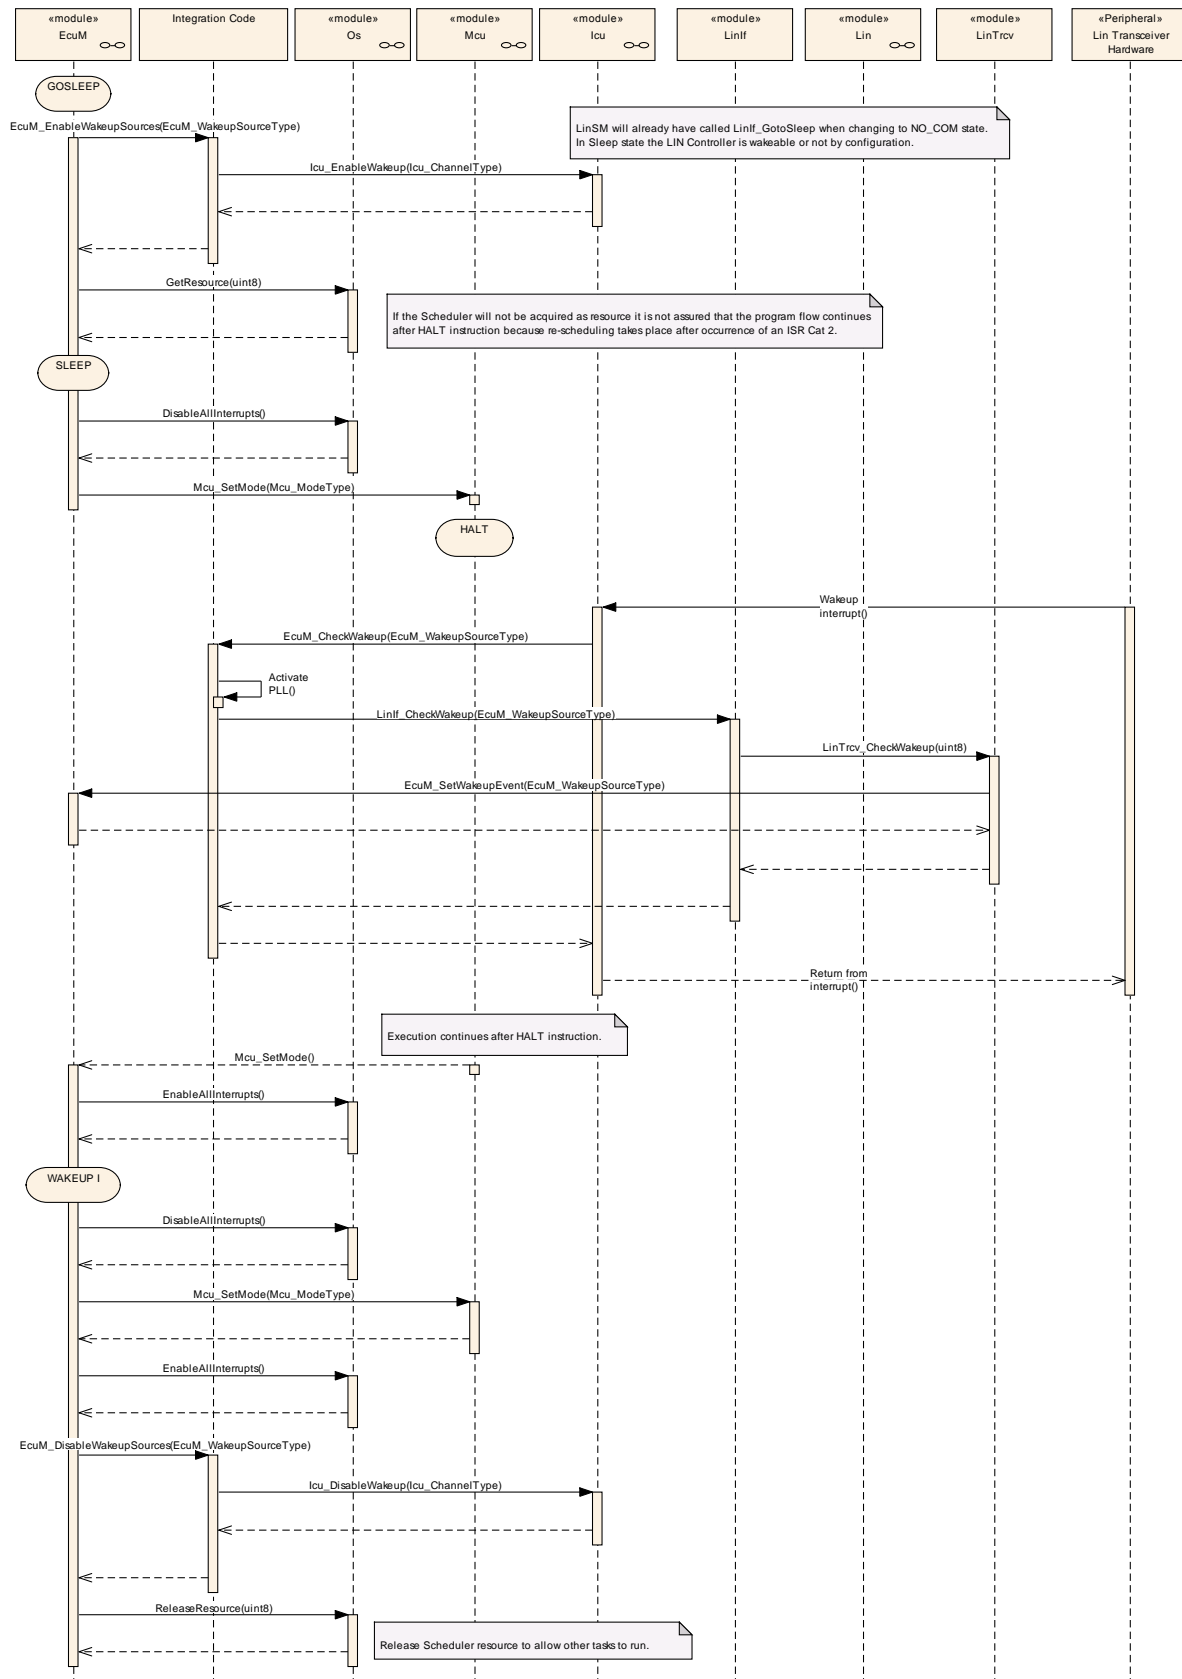 «module»
EcuM
Integration Code
«module»
Os
«module»
Mcu
«module»
Icu
«module»
LinIf
«module»
Lin
«module»
LinTrcv
«Peripheral»
Lin Transceiver
Hardware
GOSLEEP
EcuM_EnableWakeupSources(EcuM_WakeupSourceType)
LinSM will already have called LinIf_GotoSleep when changing to NO_COM state.
In Sleep state the LIN Controller is wakeable or not by configuration.
Icu_EnableWakeup(Icu_ChannelType)
GetResource(uint8)
If the Scheduler will not be acquired as resource it is not assured that the program flow continues
after HALT instruction because re-scheduling takes place after occurrence of an ISR Cat 2.
SLEEP
DisableAllInterrupts()
Mcu_SetMode(Mcu_ModeType)
HALT
Wakeup
interrupt()
EcuM_CheckWakeup(EcuM_WakeupSourceType)
Activate
PLL()
LinIf_CheckWakeup(EcuM_WakeupSourceType)
LinTrcv_CheckWakeup(uint8)
EcuM_SetWakeupEvent(EcuM_WakeupSourceType)
Return from
interrupt()
Execution continues after HALT instruction.
Mcu_SetMode()
EnableAllInterrupts()
WAKEUP I
DisableAllInterrupts()
Mcu_SetMode(Mcu_ModeType)
EnableAllInterrupts()
EcuM_DisableWakeupSources(EcuM_WakeupSourceType)
Icu_DisableWakeup(Icu_ChannelType)
ReleaseResource(uint8)
Release Scheduler resource to allow other tasks to run.